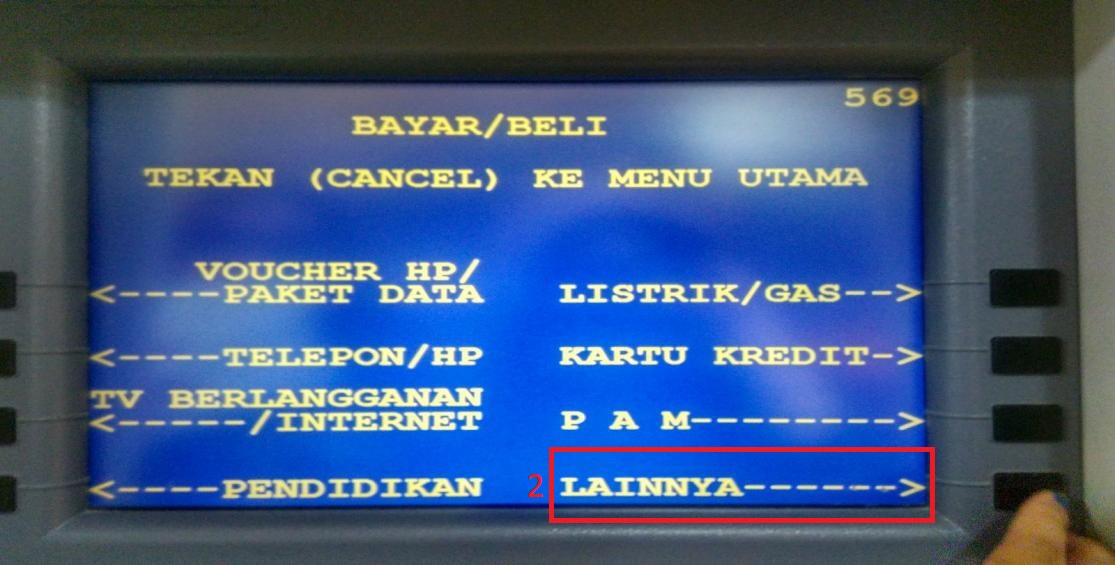 569
BAYAR/BELI
TEKAN (CANCEL) KE MENU UTAMA
VOUCHER HP/
<----PAKET DATA
LISTRIK/GAS-->
<----TELEPON/HP
KARTU KREDIT->
TV BERLANGGANAN
<-----/INTERNET
P A M-------->
<----PENDIDIKAN
2
LAINNYA------>